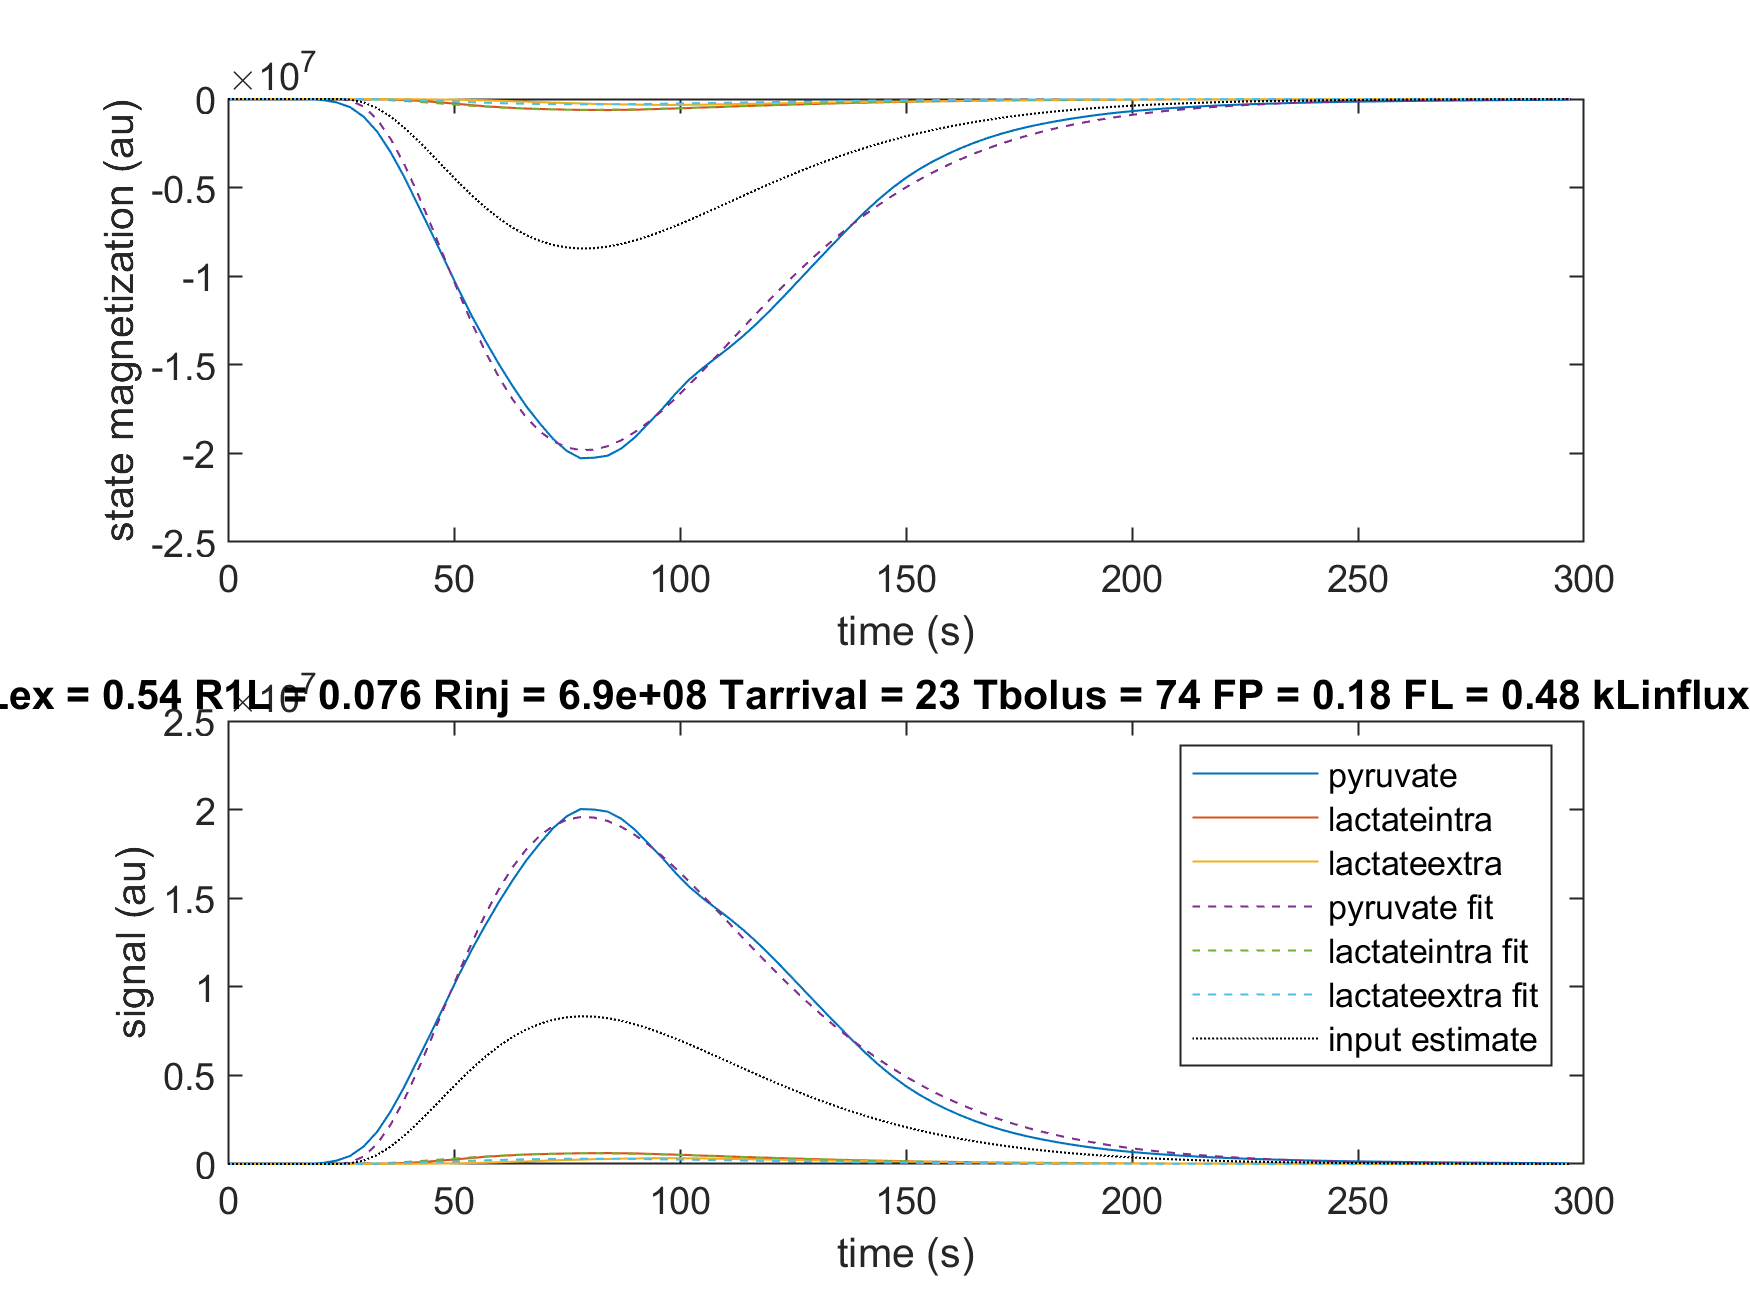 ×10^7
0
-0.5
-1
-1.5
-2
-2.5
state magnetization (au)
0 50 100 150 200 250 300
time (s)
Lex = 0.54 R1L = 0.076 Rinj = 6.9e+08 Tarrival = 23 Tbolus = 74 FP = 0.18 FL = 0.48 kLinflux
×10^7
2.5
2
1.5
1
0.5
0
signal (au)
pyruvate
lactateintra
lactateextra
pyruvate fit
lactateintra fit
lactateextra fit
input estimate
0 50 100 150 200 250 300
time (s)